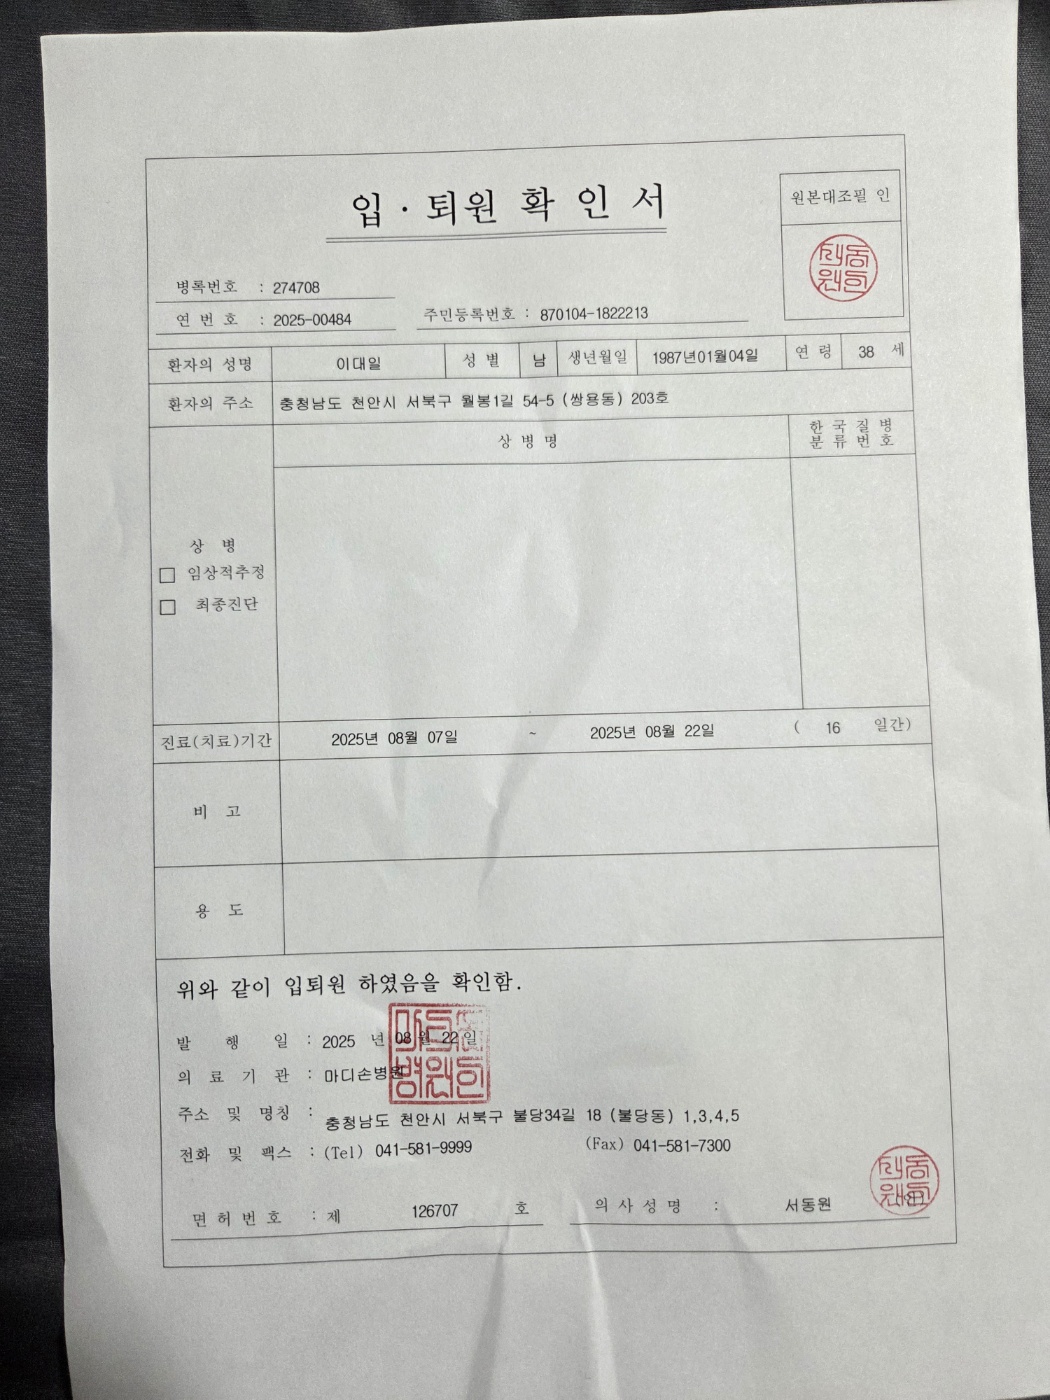 입·퇴원 확인서
원본대조필 인
서동원인
병록번호 : 274708
연 번 호 : 2025-00484
주민등록번호 : 870104-1822213
환자의 성명 이대일 성 별 남 생년월일 1987년01월04일 연 령 38 세
환자의 주소 충청남도 천안시 서북구 월봉1길 54-5 (쌍용동) 203호
상 병 명
한 국 질 병
분 류 번 호
상 병
□ 임상적추정
□ 최종진단
진료(치료)기간 2025년 08월 07일 ~ 2025년 08월 22일 ( 16 일간)
비 고
용 도
위와 같이 입퇴원 하였음을 확인함.
발 행 일 : 2025 년 08 월 22 일
의 료 기 관 : 마디손병원
주소 및 명칭 : 충청남도 천안시 서북구 불당34길 18 (불당동) 1,3,4,5
전화 및 팩스 : (Tel) 041-581-9999 (Fax) 041-581-7300
면 허 번 호 : 제 126707 호 의 사 성 명 : 서동원 (인)